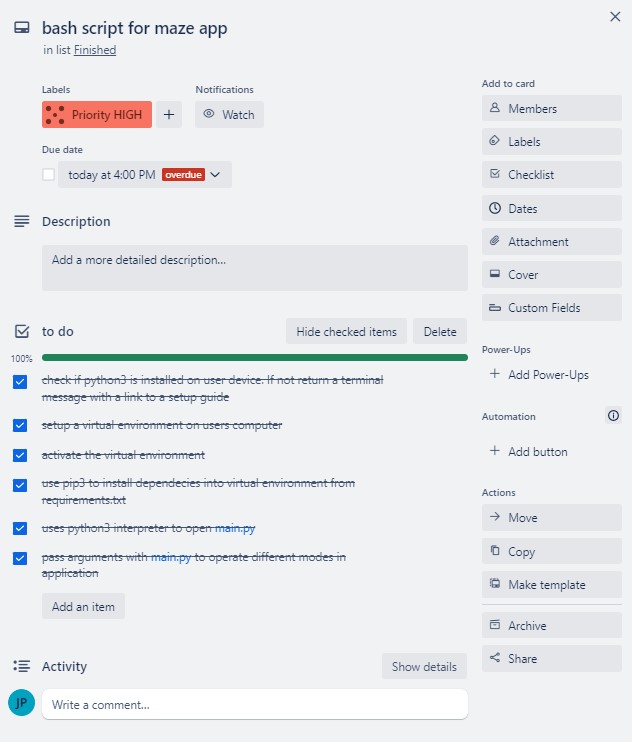 bash script for maze app
in list Finished
Labels
Priority HIGH
Notifications
Watch
Due date
today at 4:00 PM overdue
Description
Add a more detailed description...
to do
Hide checked items
Delete
100%
check if python3 is installed on user device. If not return a terminal
message with a link to a setup guide
setup a virtual environment on users computer
activate the virtual environment
use pip3 to install dependecies into virtual environment from
requirements.txt
uses python3 interpreter to open main.py
pass arguments with main.py to operate different modes in
application
Add an item
Activity
Show details
JP
Write a comment...
Add to card
Members
Labels
Checklist
Dates
Attachment
Cover
Custom Fields
Power-Ups
+ Add Power-Ups
Automation
+ Add button
Actions
Move
Copy
Make template
Archive
Share